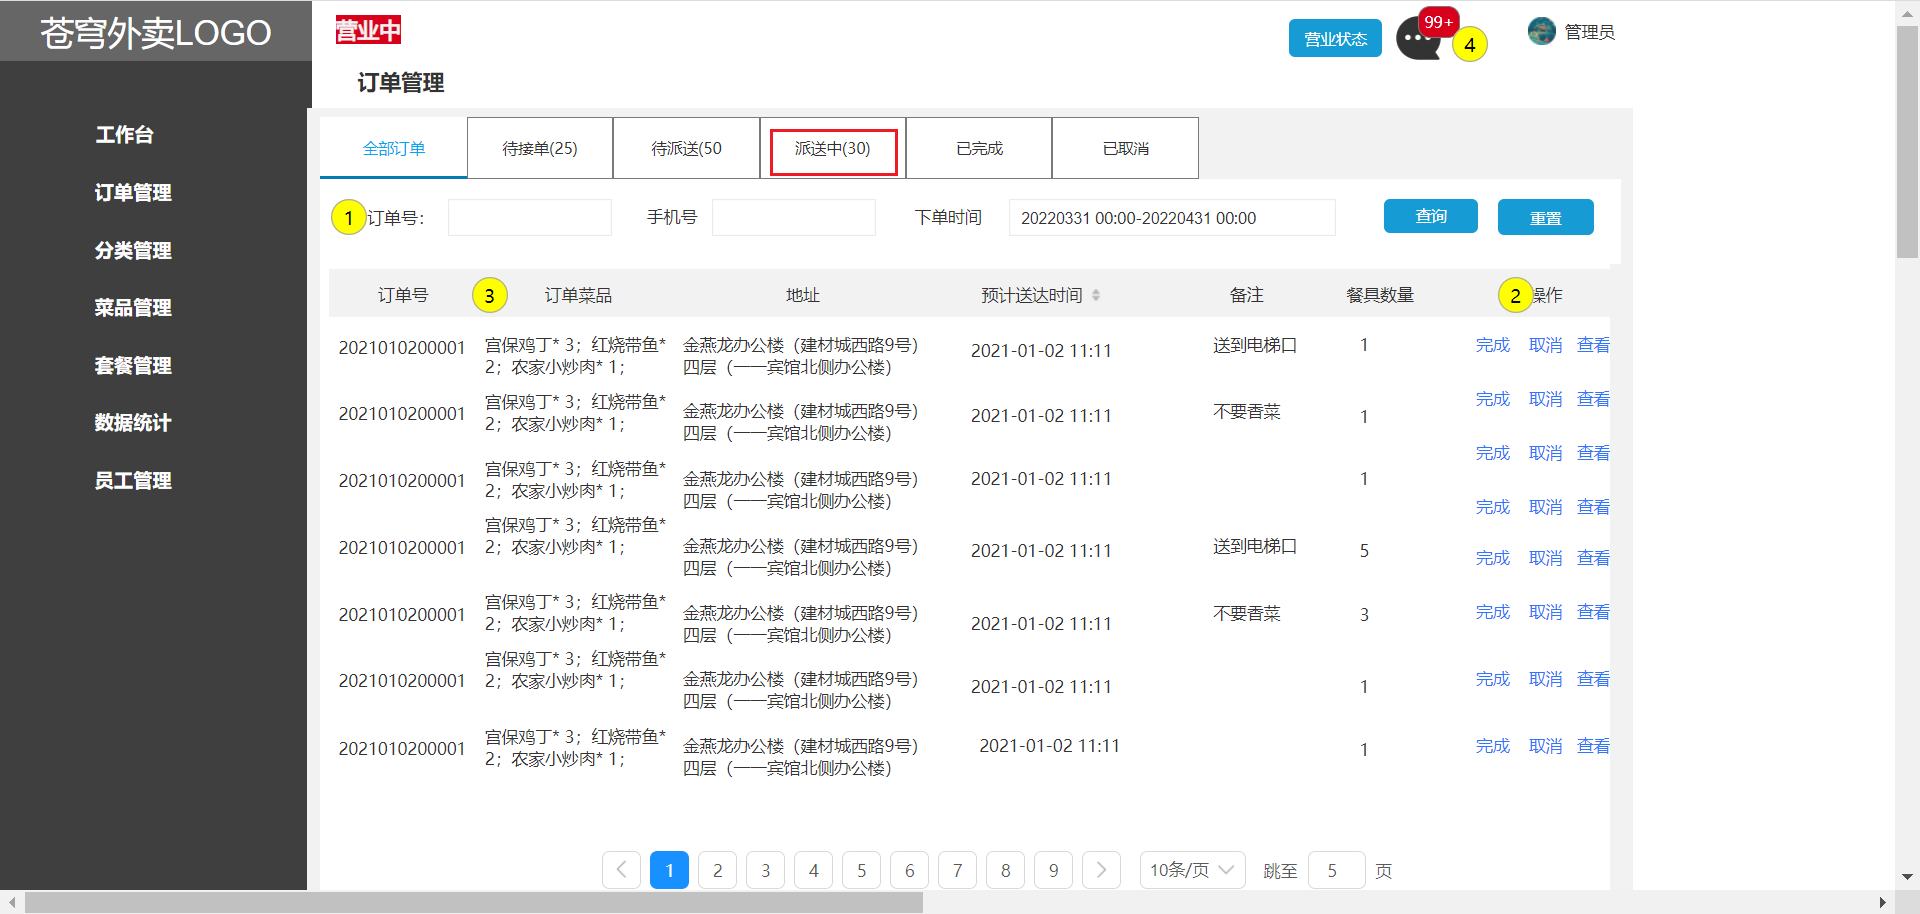 苍穹外卖LOGO
营业中
营业状态
99+
4
管理员
订单管理
工作台
订单管理
分类管理
菜品管理
套餐管理
数据统计
员工管理
全部订单
待接单(25)
待派送(50
派送中(30)
已完成
已取消
1
订单号：
手机号
下单时间
20220331 00:00-20220431 00:00
查询
重置
订单号
3
订单菜品
地址
预计送达时间
备注
餐具数量
2
操作
2021010200001
宫保鸡丁* 3；红烧带鱼*
2；农家小炒肉* 1；
金燕龙办公楼（建材城西路9号）
四层（一一宾馆北侧办公楼）
2021-01-02 11:11
送到电梯口
1
完成 取消 查看
2021010200001
宫保鸡丁* 3；红烧带鱼*
2；农家小炒肉* 1；
金燕龙办公楼（建材城西路9号）
四层（一一宾馆北侧办公楼）
2021-01-02 11:11
不要香菜
1
完成 取消 查看
2021010200001
宫保鸡丁* 3；红烧带鱼*
2；农家小炒肉* 1；
金燕龙办公楼（建材城西路9号）
四层（一一宾馆北侧办公楼）
2021-01-02 11:11
1
完成 取消 查看
完成 取消 查看
2021010200001
宫保鸡丁* 3；红烧带鱼*
2；农家小炒肉* 1；
金燕龙办公楼（建材城西路9号）
四层（一一宾馆北侧办公楼）
2021-01-02 11:11
送到电梯口
5
完成 取消 查看
2021010200001
宫保鸡丁* 3；红烧带鱼*
2；农家小炒肉* 1；
金燕龙办公楼（建材城西路9号）
四层（一一宾馆北侧办公楼）
2021-01-02 11:11
不要香菜
3
完成 取消 查看
2021010200001
宫保鸡丁* 3；红烧带鱼*
2；农家小炒肉* 1；
金燕龙办公楼（建材城西路9号）
四层（一一宾馆北侧办公楼）
2021-01-02 11:11
1
完成 取消 查看
2021010200001
宫保鸡丁* 3；红烧带鱼*
2；农家小炒肉* 1；
金燕龙办公楼（建材城西路9号）
四层（一一宾馆北侧办公楼）
2021-01-02 11:11
1
完成 取消 查看
1 2 3 4 5 6 7 8 9 10条/页 跳至 5 页